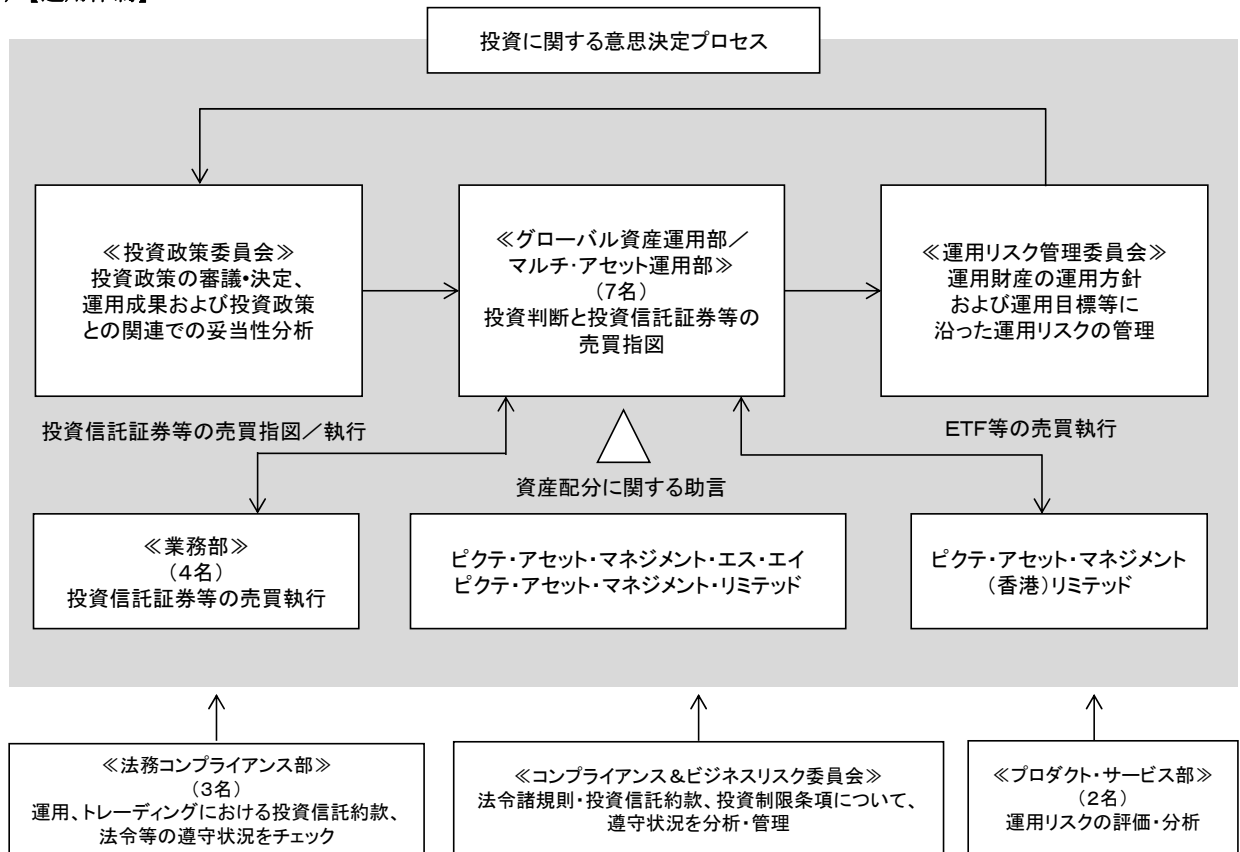 【運用体制】
投資に関する意思決定プロセス
≪投資政策委員会≫
投資政策の審議・決定、
運用成果および投資政策
との関連での妥当性分析
≪グローバル資産運用部／
マルチ・アセット運用部≫
（7名）
投資判断と投資信託証券等の
売買指図
≪運用リスク管理委員会≫
運用財産の運用方針
および運用目標等に
沿った運用リスクの管理
投資信託証券等の売買指図／執行
ETF等の売買執行
資産配分に関する助言
≪業務部≫
（4名）
投資信託証券等の売買執行
ピクテ・アセット・マネジメント・エス・エイ
ピクテ・アセット・マネジメント・リミテッド
ピクテ・アセット・マネジメント
（香港）リミテッド
≪法務コンプライアンス部≫
（3名）
運用、トレーディングにおける投資信託約款、
法令等の遵守状況をチェック
≪コンプライアンス＆ビジネスリスク委員会≫
法令諸規則・投資信託約款、投資制限条項について、
遵守状況を分析・管理
≪プロダクト・サービス部≫
（2名）
運用リスクの評価・分析